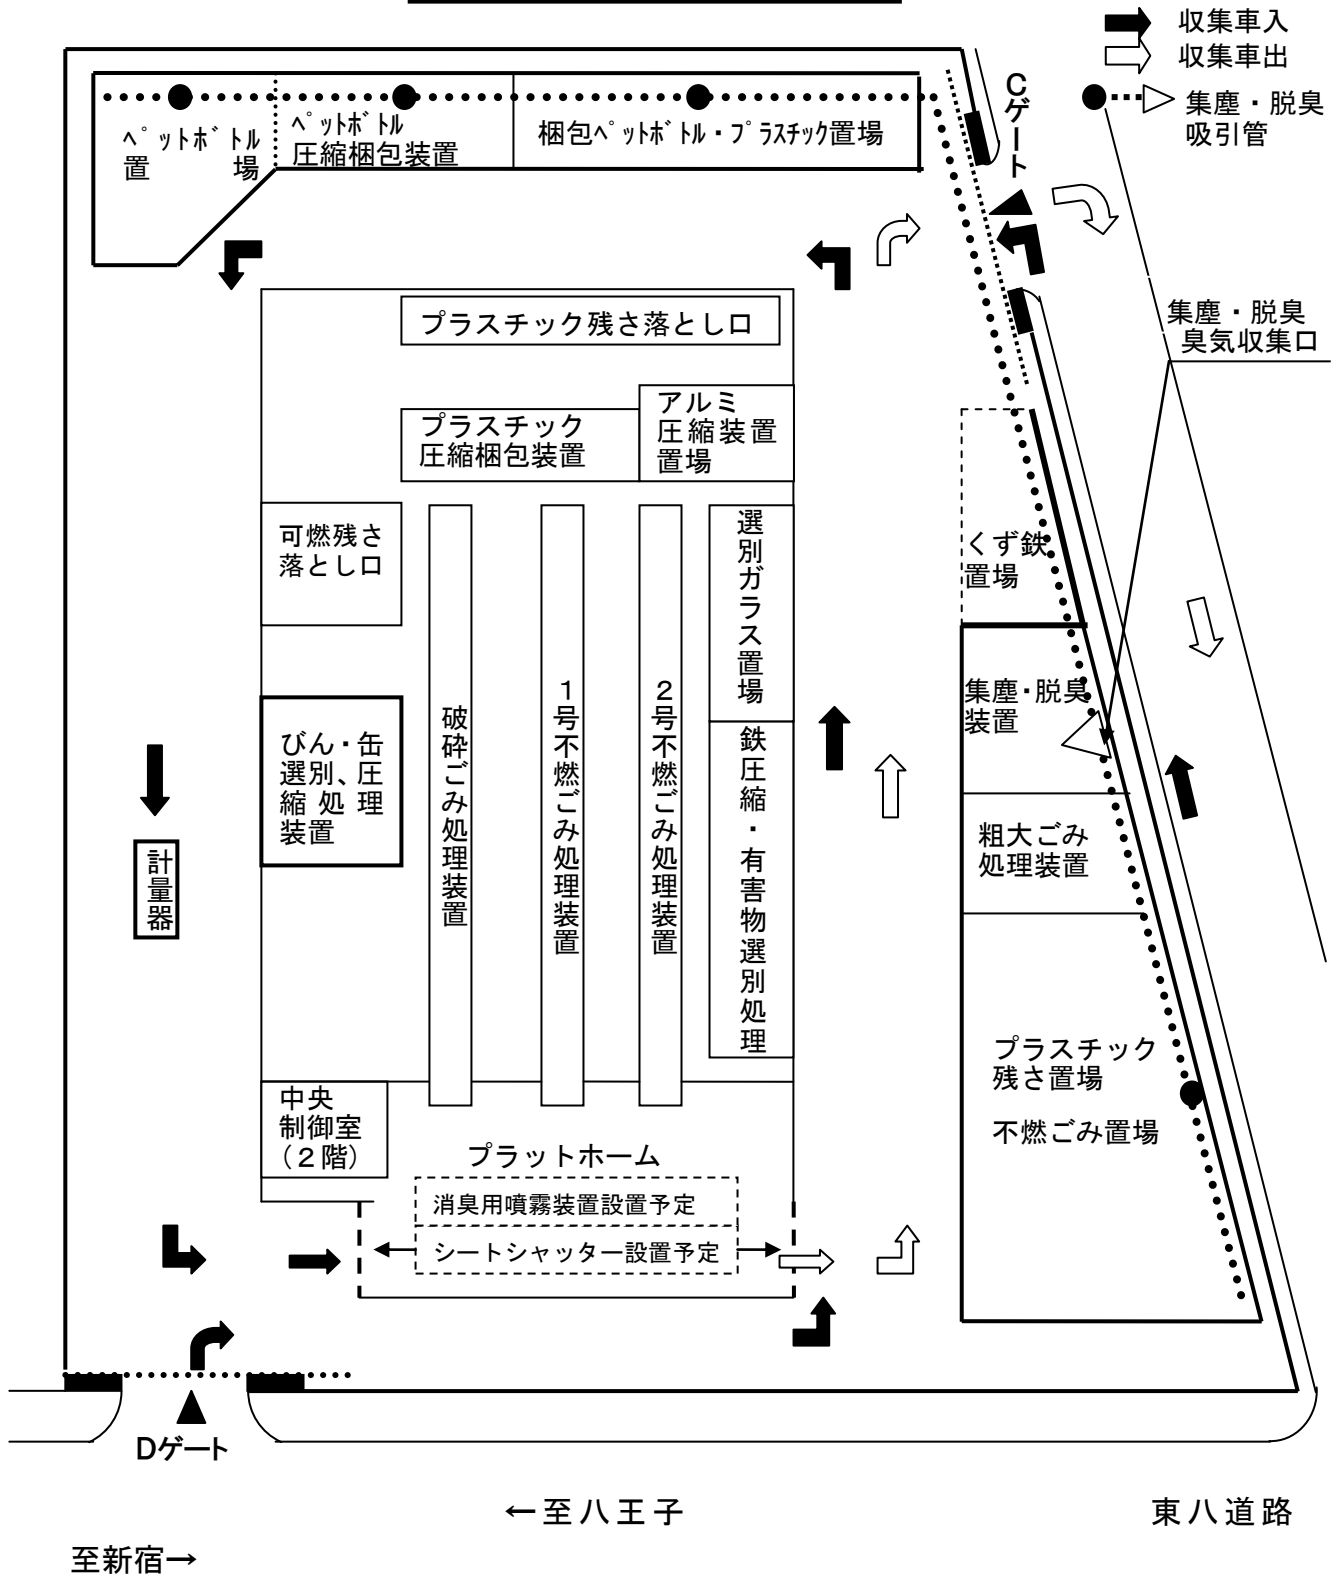 収集車入
収集車出
集塵・脱臭
吸引管
Cゲート
ペットボトル
置場
ペットボトル
圧縮梱包装置
梱包ペットボトル・プラスチック置場
プラスチック残さ落とし口
集塵・脱臭
臭気収集口
プラスチック
圧縮梱包装置
アルミ
圧縮装置
置場
可燃残さ
落とし口
選別ガラス置場
くず鉄
置場
集塵・脱臭
装置
びん・缶
選別、圧
縮処理
装置
破砕ごみ処理装置
1号不燃ごみ処理装置
2号不燃ごみ処理装置
鉄圧縮・有害物選別処理
計量器
粗大ごみ
処理装置
プラスチック
残さ置場
不燃ごみ置場
中央
制御室
(2階)
プラットホーム
消臭用噴霧装置設置予定
シートシャッター設置予定
Dゲート
←至八王子
東八道路
至新宿→